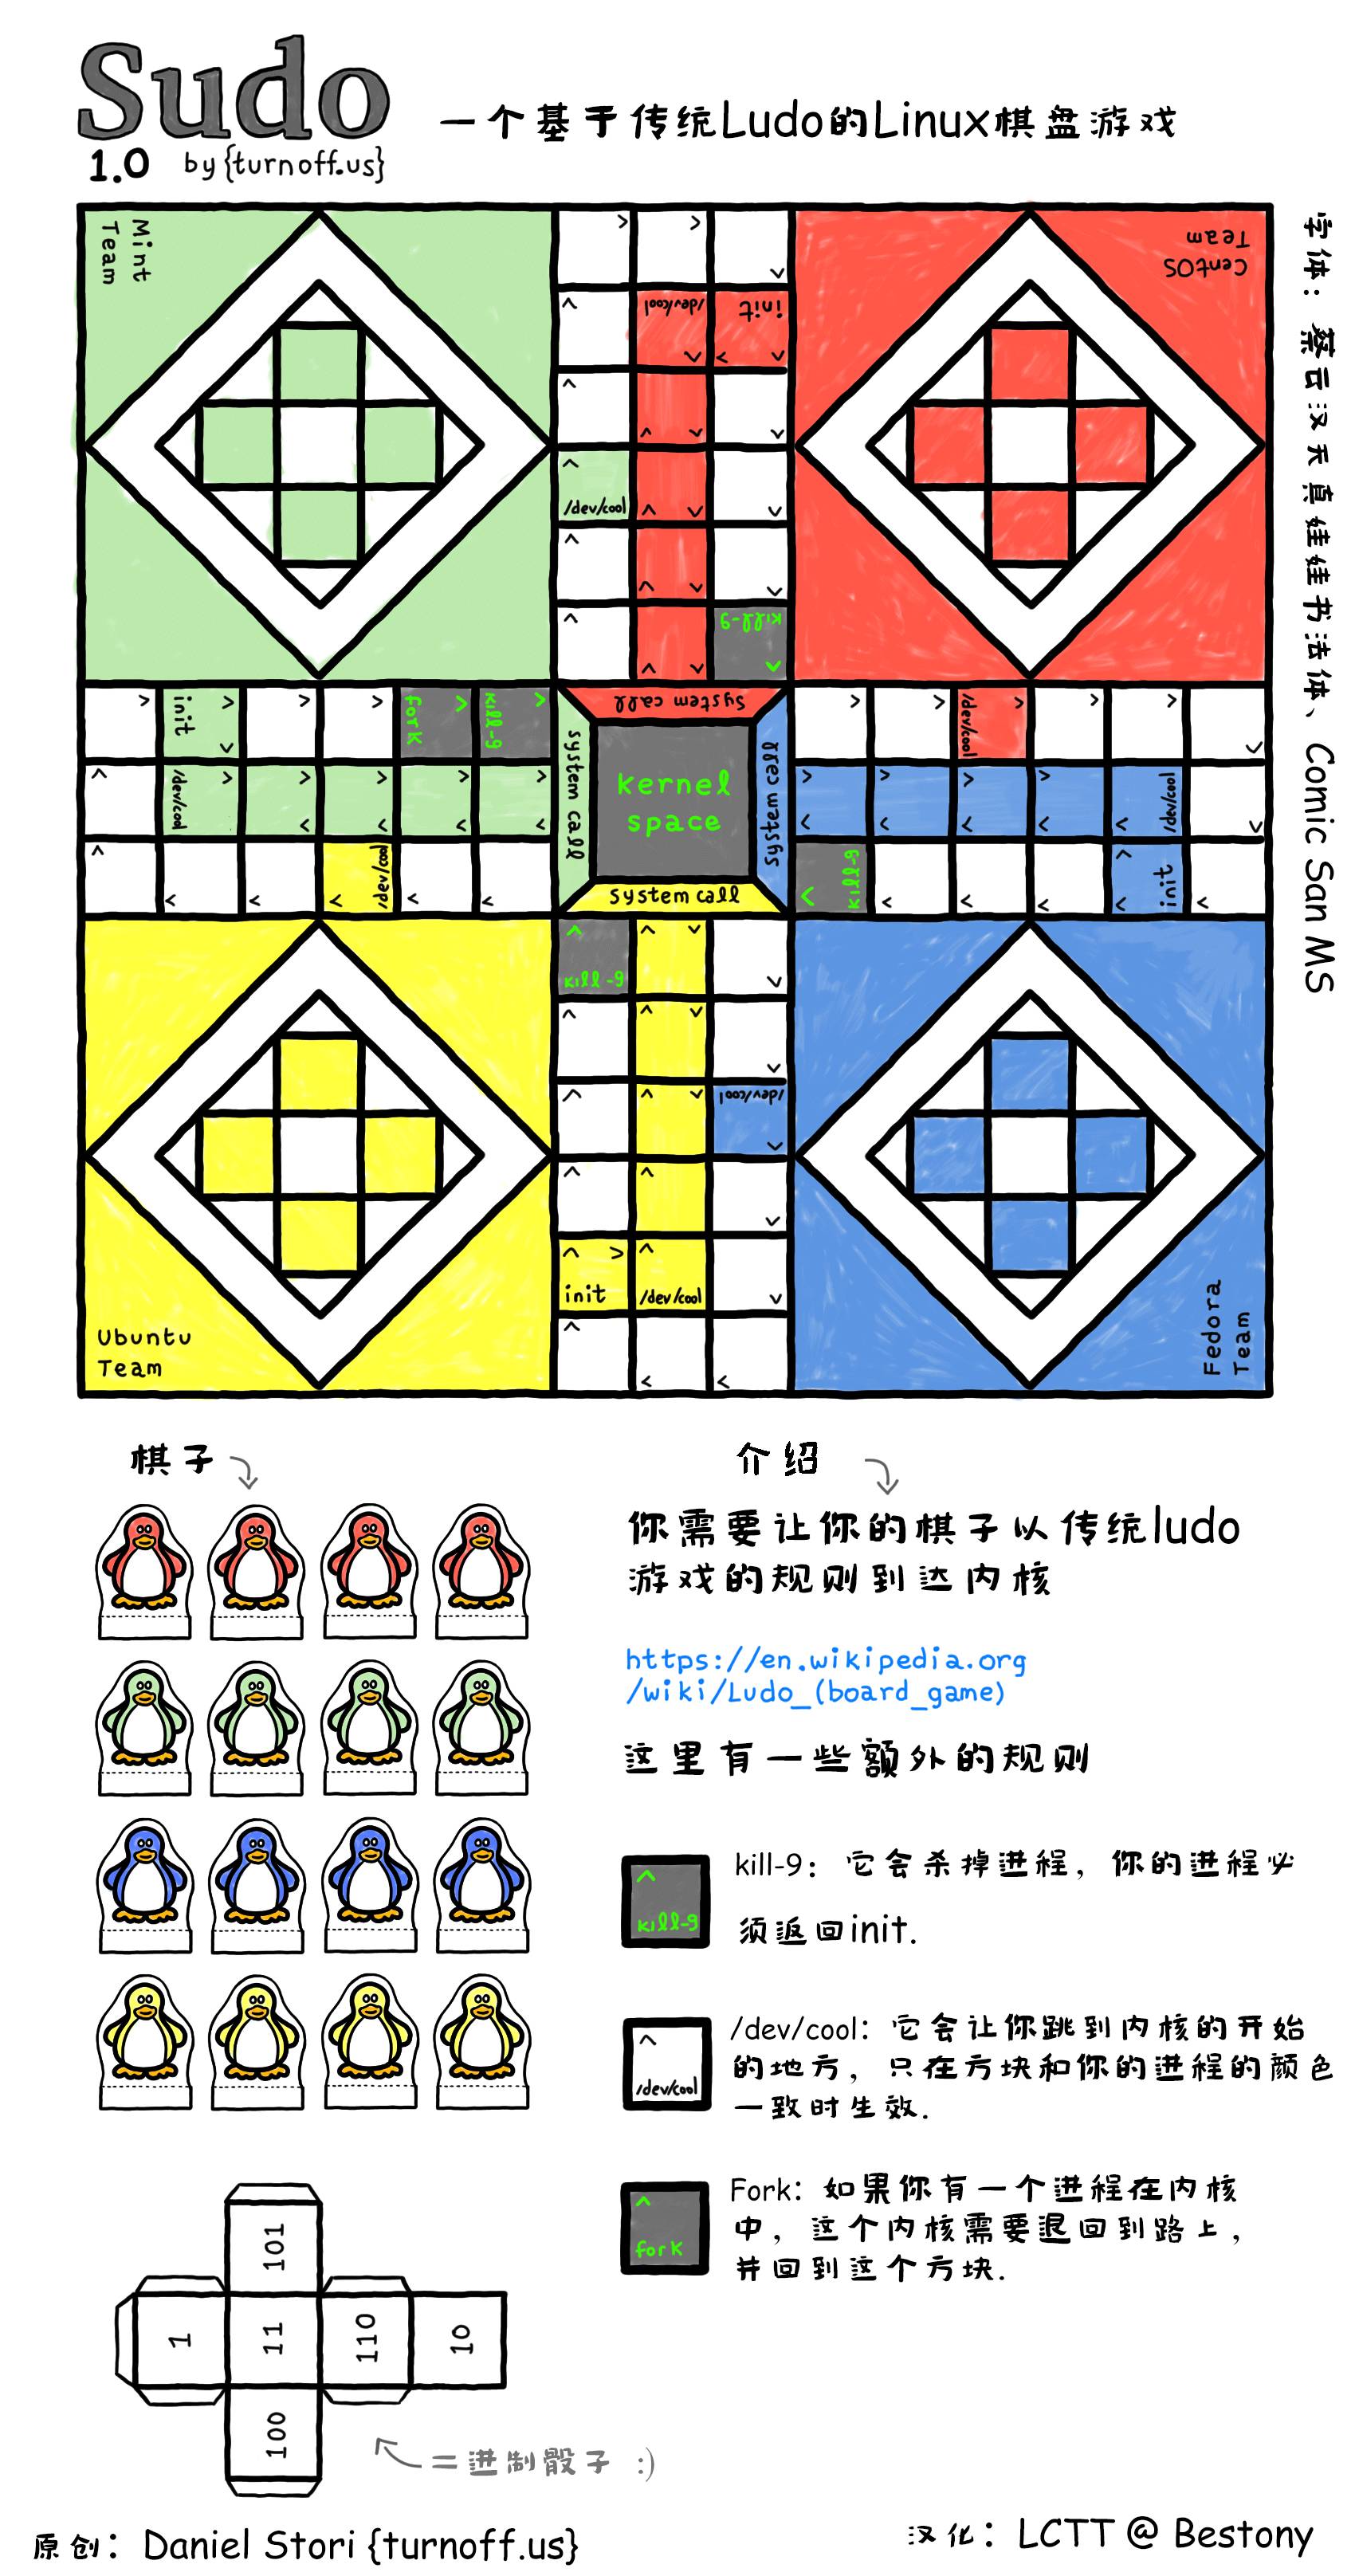 Sudo
1.0 by {turnoff.us}
一个基于传统Ludo的Linux棋盘游戏
字体：蔡云汉天真娃娃书法体、Comic San MS
Mint
Team
CentOS
Team
/dev/cool
init
/dev/cool
kill-9
init
fork
kill-9
/dev/cool
/dev/cool
System call
system call
kernel
space
System call
System call
/dev/cool
/dev/cool
kill-9
init
kill-9
/dev/cool
init
/dev/cool
Ubuntu
Team
Fedora
Team
棋子
介绍
你需要让你的棋子以传统ludo
游戏的规则到达内核
https://en.wikipedia.org
/wiki/Ludo_(board_game)
这里有一些额外的规则
kill-9
kill-9：它会杀掉进程，你的进程必
须返回init.
/dev/cool
/dev/cool：它会让你跳到内核的开始
的地方，只在方块和你的进程的颜色
一致时生效.
fork
Fork：如果你有一个进程在内核
中，这个内核需要退回到路上，
并回到这个方块.
101
1
11
110
10
100
二进制骰子 :)
原创：Daniel Stori {turnoff.us}
汉化：LCTT @ Bestony